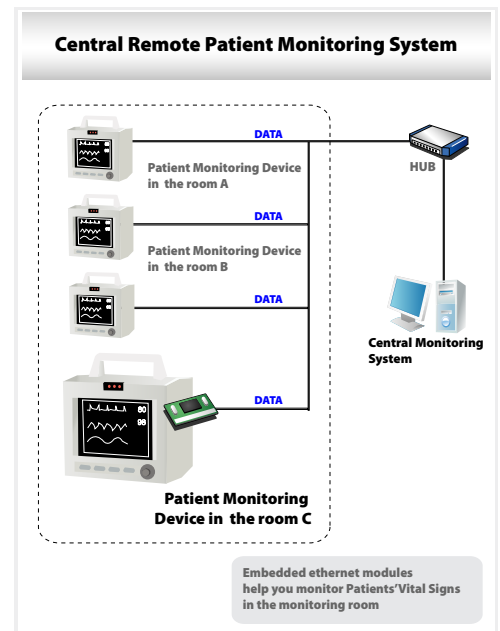 Central Remote Patient Monitoring System
DATA
HUB
Patient Monitoring Device
in the room A
DATA
Patient Monitoring Device
in the room B
DATA
Central Monitoring
System
80
98
DATA
Patient Monitoring
Device in the room C
Embedded ethernet modules
help you monitor Patients'Vital Signs
in the monitoring room